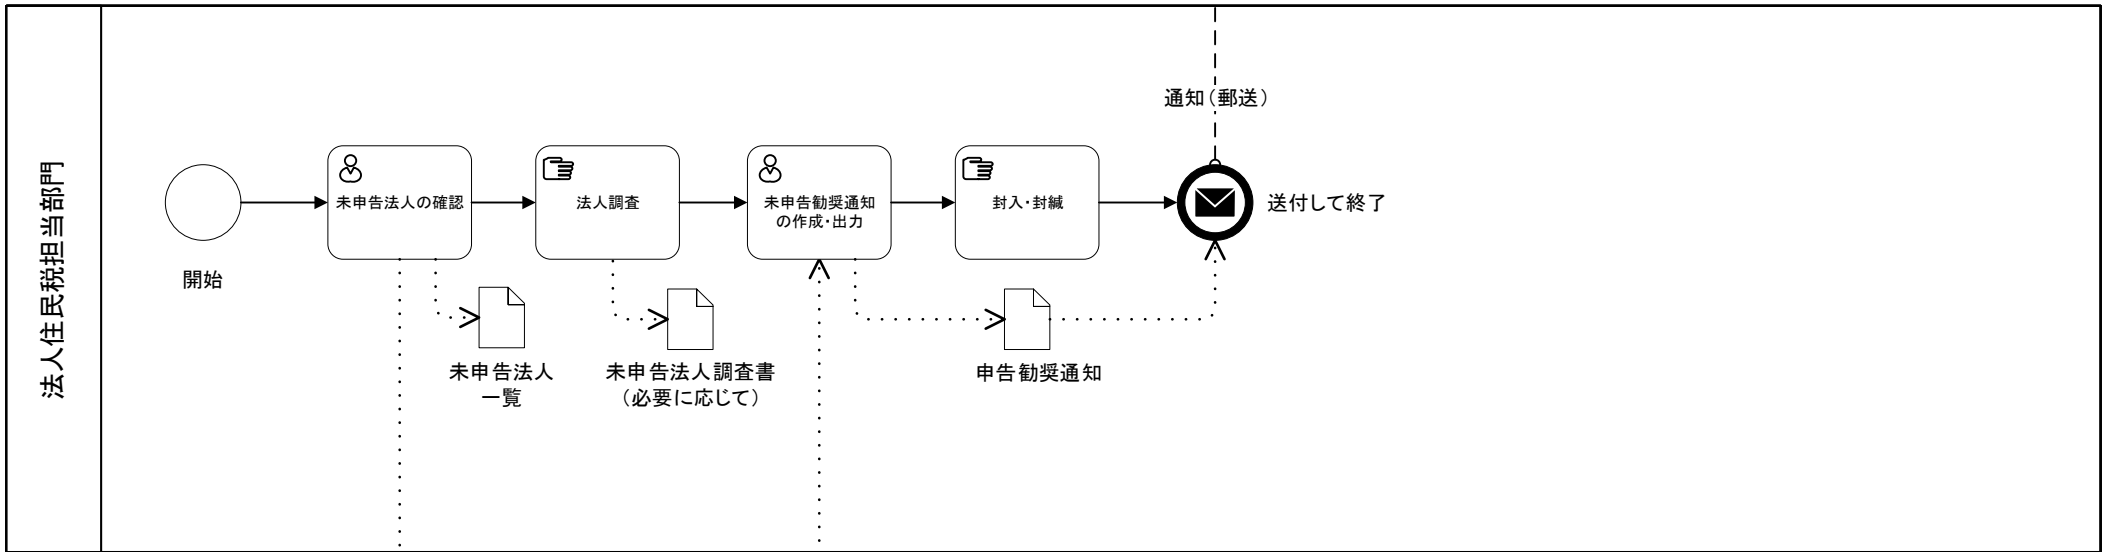 法人住民税担当部門
通知（郵送）
開始
未申告法人の確認
法人調査
未申告勧奨通知
の作成・出力
封入・封緘
送付して終了
未申告法人
一覧
未申告法人調査書
（必要に応じて）
申告勧奨通知